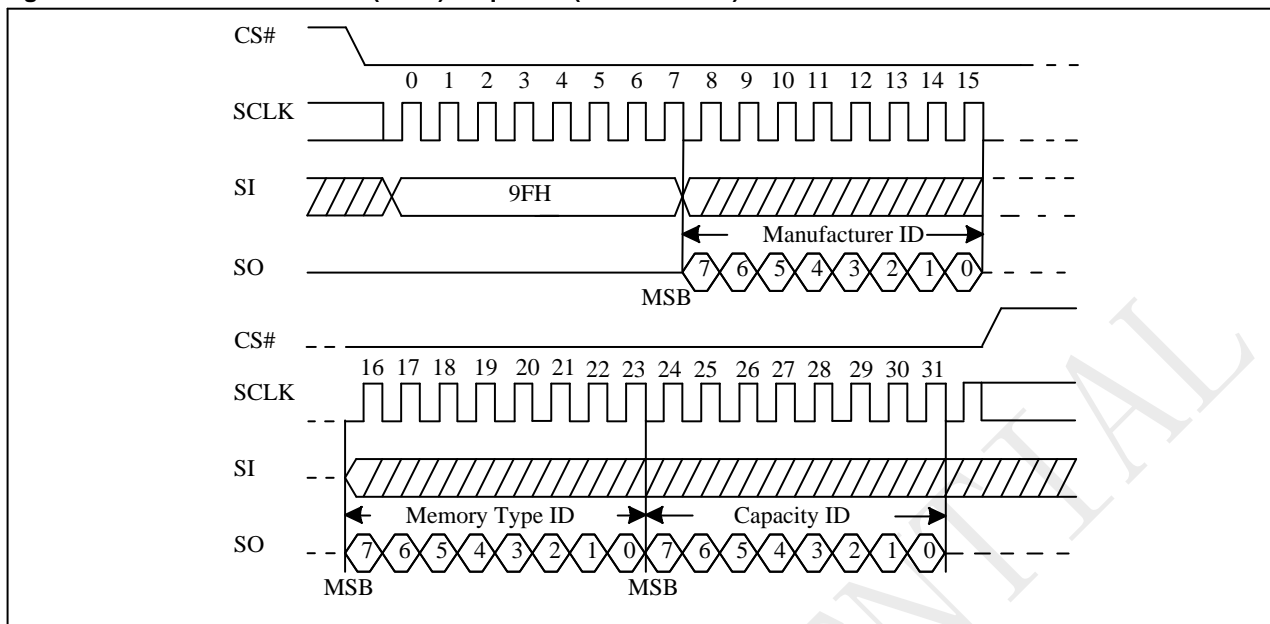 CS#
0 1 2 3 4 5 6 7 8 9 10 11 12 13 14 15
SCLK
SI
9FH
Manufacturer ID
SO
7 6 5 4 3 2 1 0
MSB
CS#
16 17 18 19 20 21 22 23 24 25 26 27 28 29 30 31
SCLK
SI
Memory Type ID Capacity ID
SO
7 6 5 4 3 2 1 0 7 6 5 4 3 2 1 0
MSB MSB
NTIAL